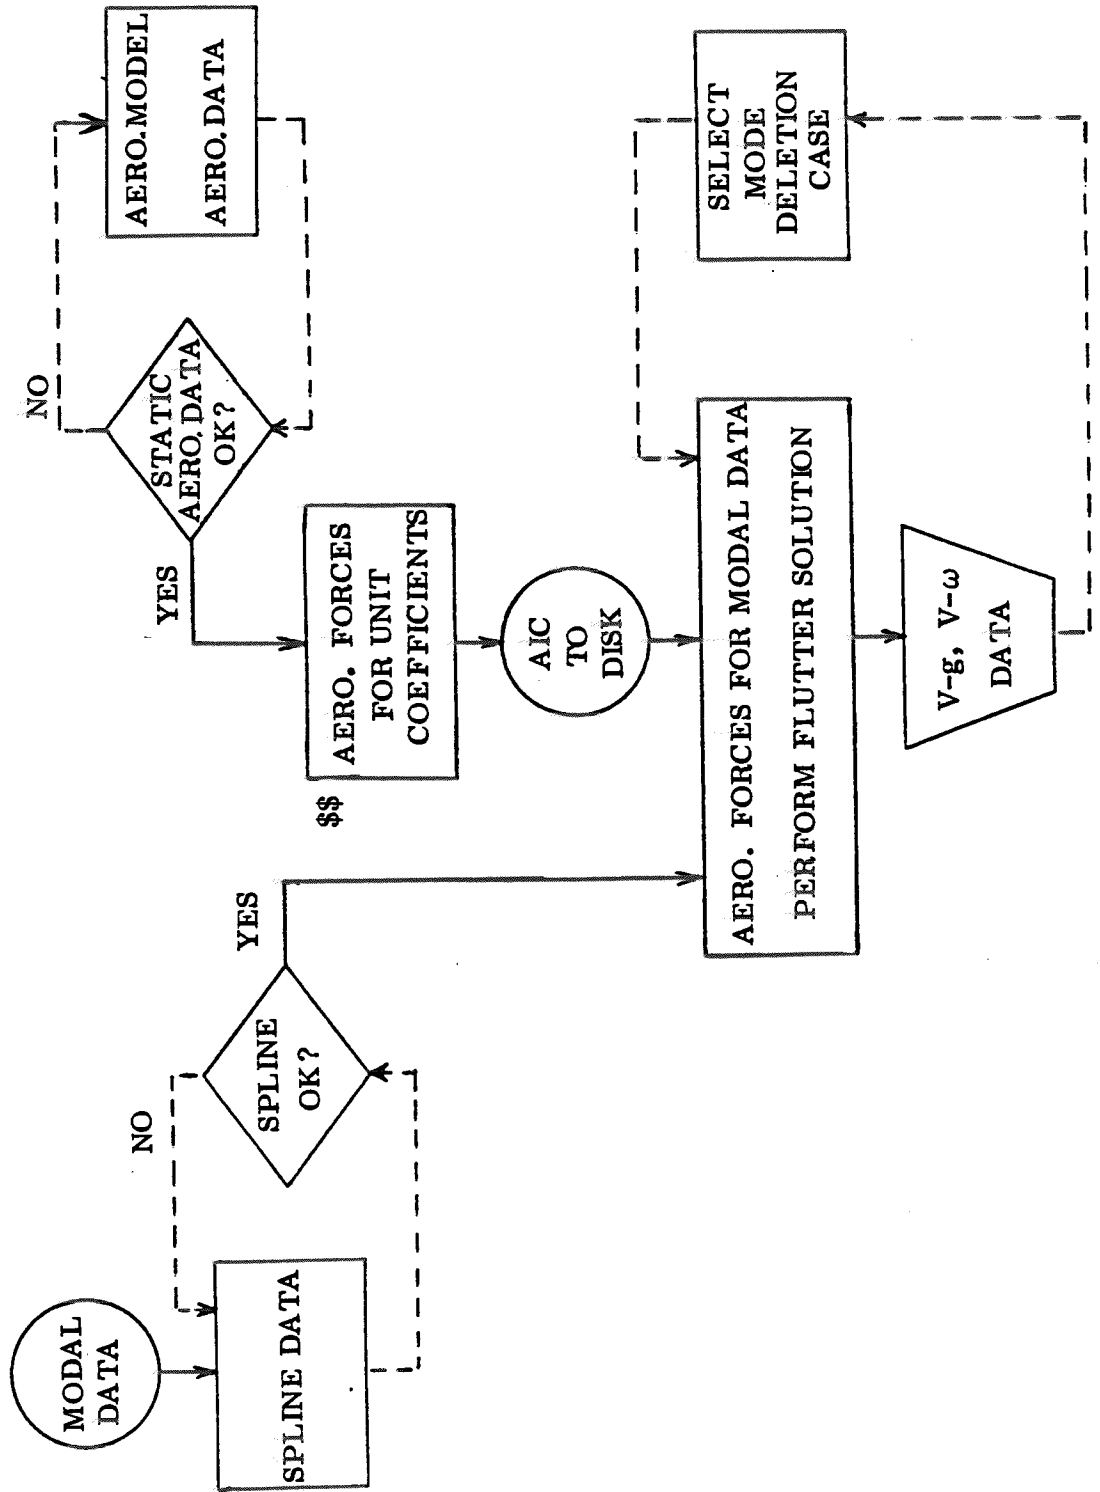 MODAL
DATA
SPLINE DATA
NO
SPLINE
OK?
YES
NO
STATIC
AERO. DATA
OK?
YES
AERO. MODEL
AERO. DATA
$$
AERO. FORCES
FOR UNIT
COEFFICIENTS
AIC
TO
DISK
AERO. FORCES FOR MODAL DATA
PERFORM FLUTTER SOLUTION
V-g, V-ω
DATA
SELECT
MODE
DELETION
CASE